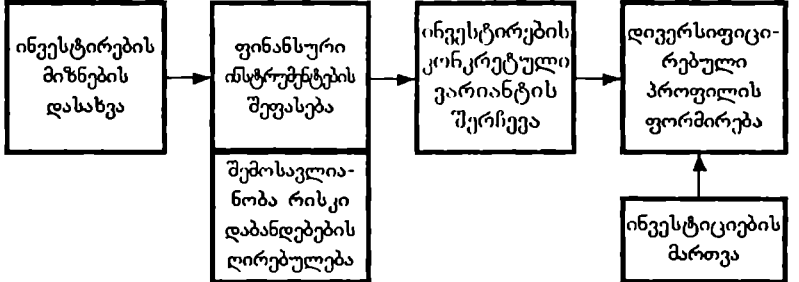 ინვესტირების
მიზნების
დასახვა
ფინანსური
ინსტრუმენტების
შეფასება
შემოსავლია-
ნობა რისკი
დაბანდებების
ღირებულება
ინვესტირების
კონკრეტული
ვარიანტის
შერჩევა
დივერსიფიცი-
რებული
პროფილის
ფორმირება
ინვესტიციების
მართვა